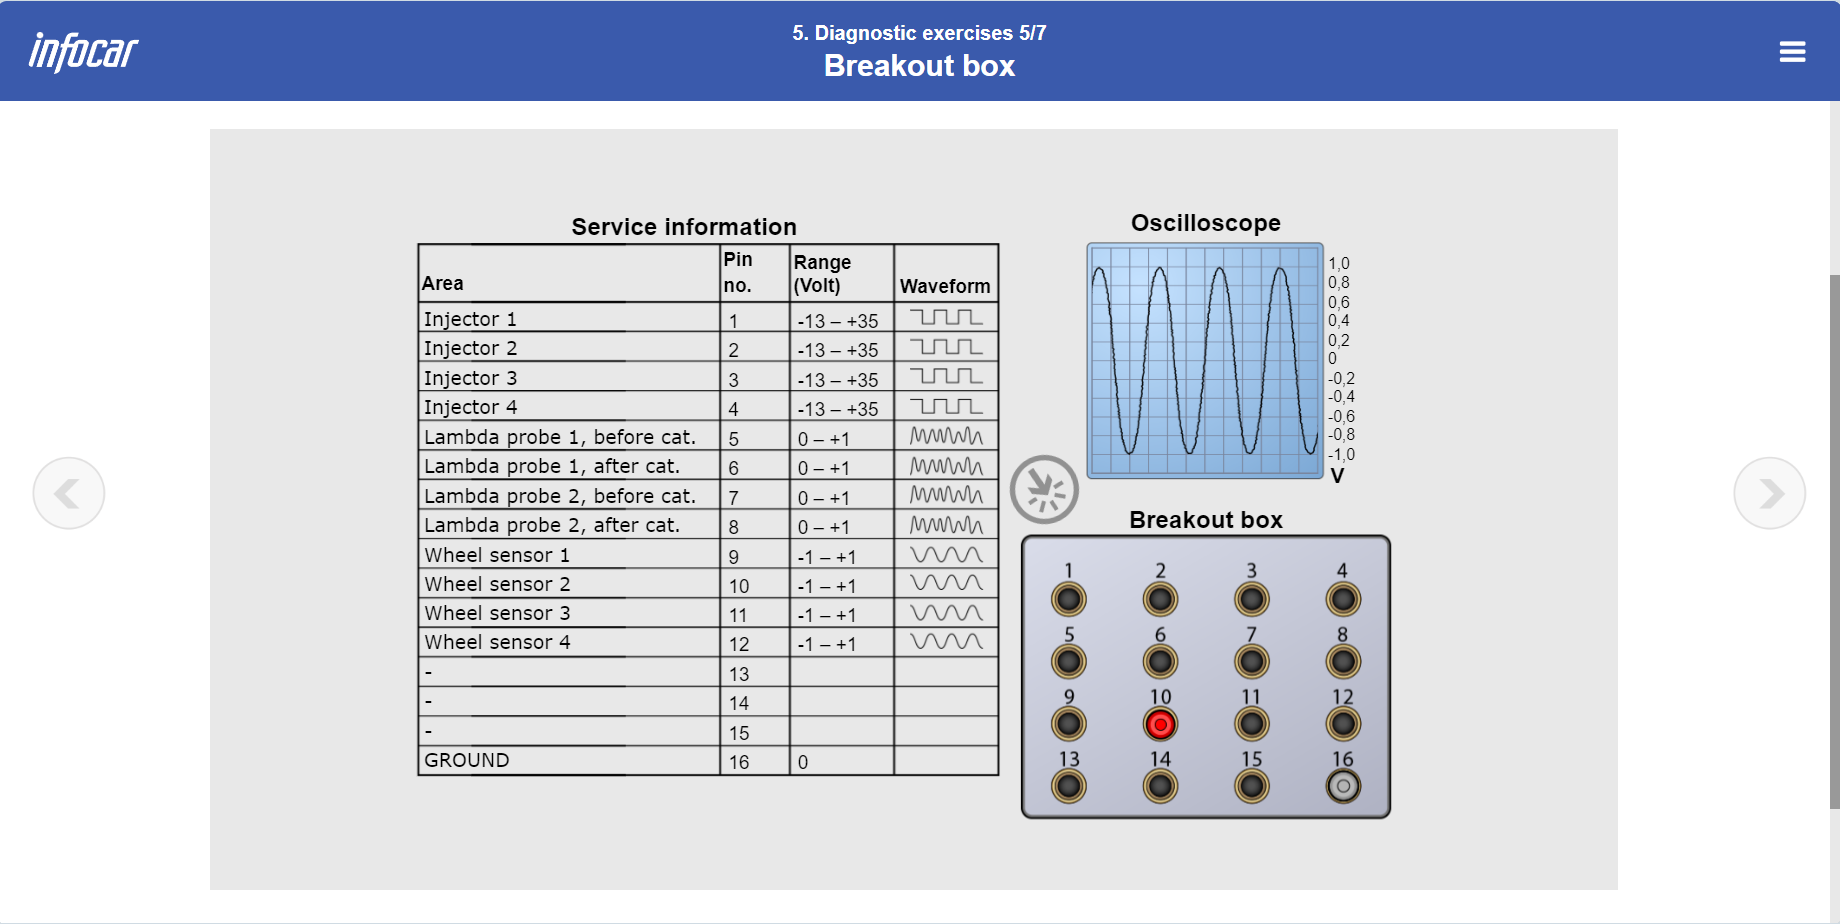 infocar
5. Diagnostic exercises 5/7
Breakout box
Service information
Area Pin no. Range (Volt) Waveform
Injector 1 1 -13 – +35
Injector 2 2 -13 – +35
Injector 3 3 -13 – +35
Injector 4 4 -13 – +35
Lambda probe 1, before cat. 5 0 – +1
Lambda probe 1, after cat. 6 0 – +1
Lambda probe 2, before cat. 7 0 – +1
Lambda probe 2, after cat. 8 0 – +1
Wheel sensor 1 9 -1 – +1
Wheel sensor 2 10 -1 – +1
Wheel sensor 3 11 -1 – +1
Wheel sensor 4 12 -1 – +1
- 13
- 14
- 15
GROUND 16 0
Oscilloscope
1,0
0,8
0,6
0,4
0,2
0
-0,2
-0,4
-0,6
-0,8
-1,0
V
Breakout box
1 2 3 4
5 6 7 8
9 10 11 12
13 14 15 16